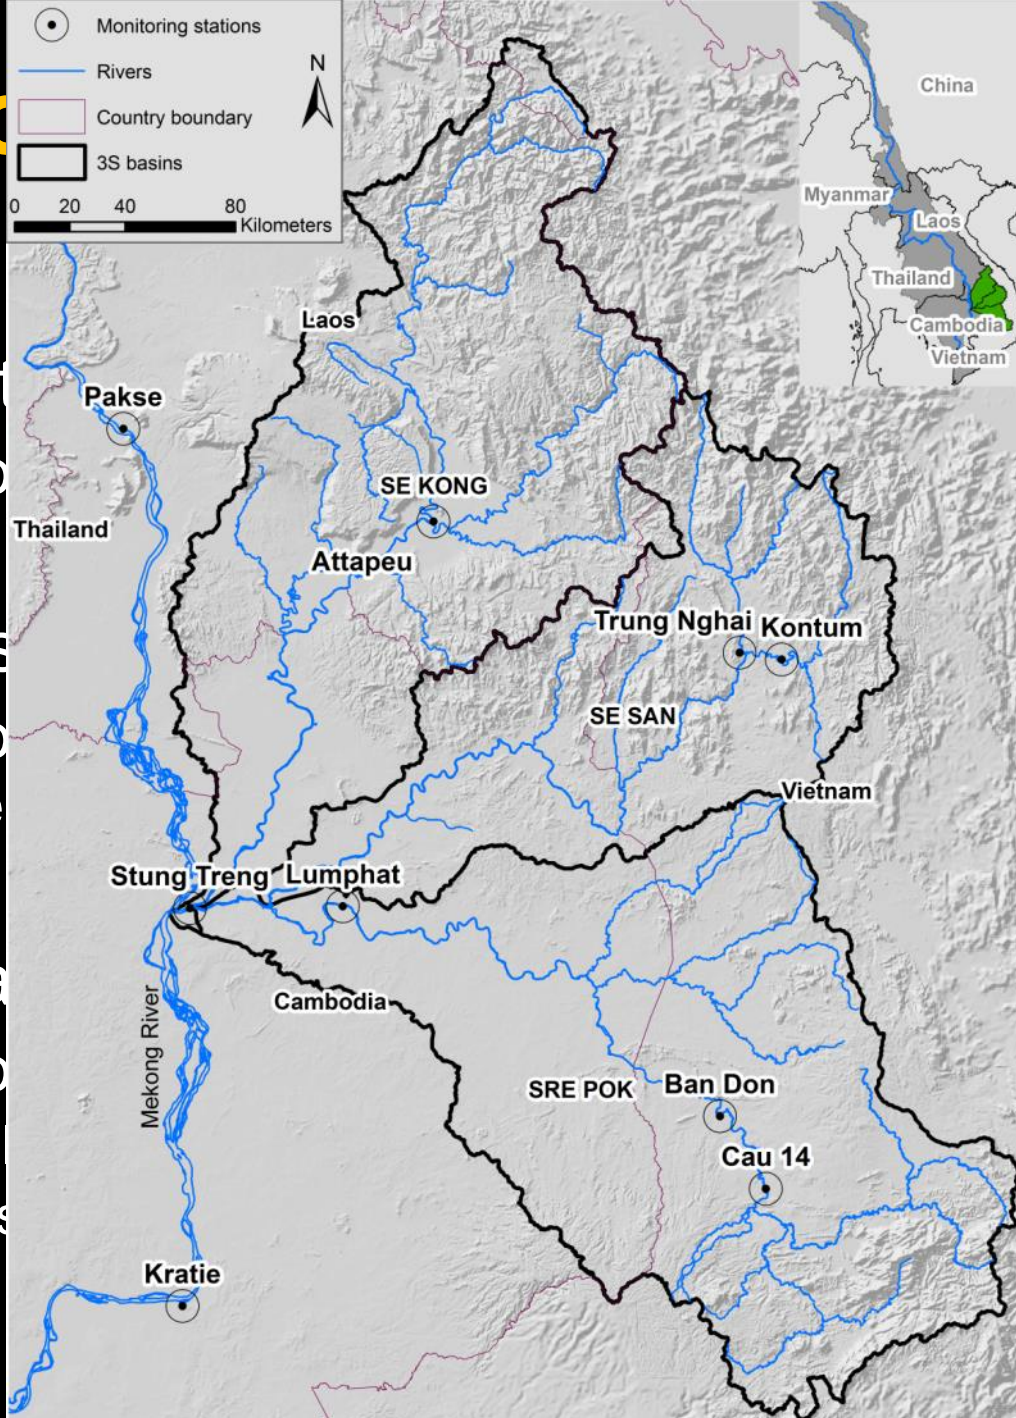 Monitoring stations
Rivers
Country boundary
3S basins
N
0 20 40 80 Kilometers
China
Myanmar
Laos
Thailand
Cambodia
Vietnam
Laos
Pakse
SE KONG
Thailand
Attapeu
Trung Nghai
Kontum
SE SAN
Vietnam
Stung Treng
Lumphat
Cambodia
Mekong River
SRE POK
Ban Don
Cau 14
Kratie